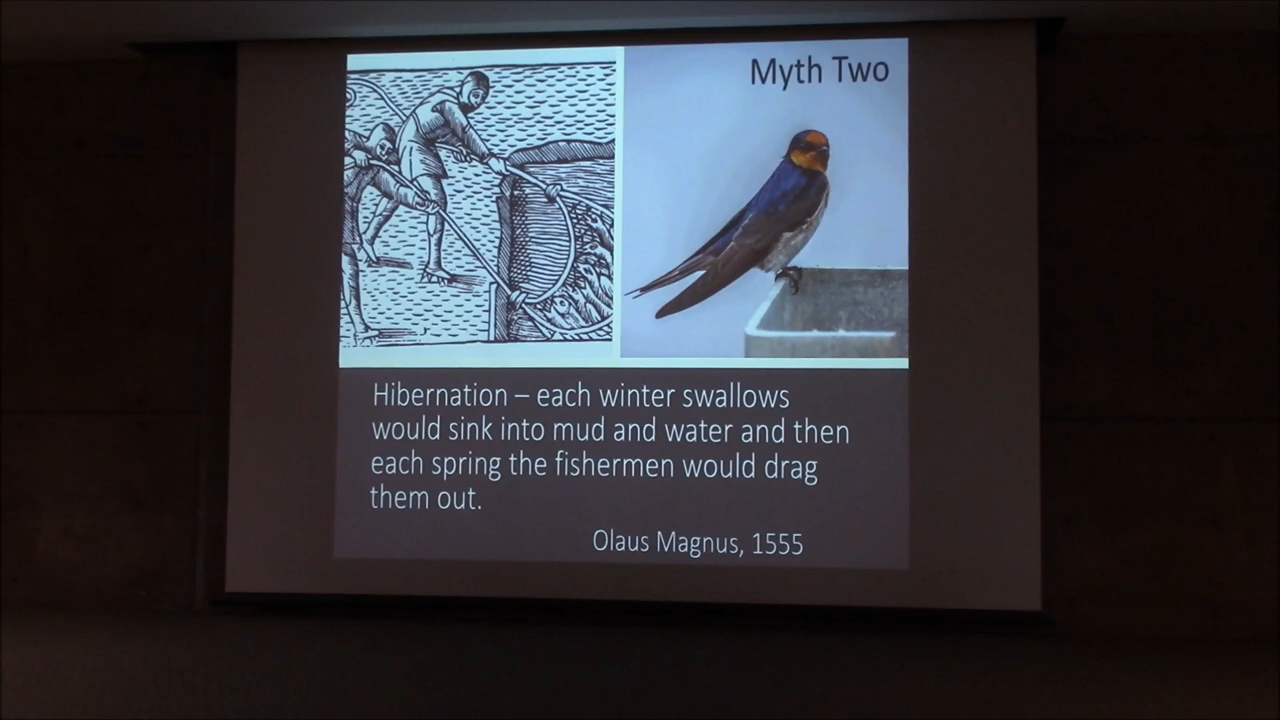 Myth Two
Hibernation – each winter swallows
would sink into mud and water and then
each spring the fishermen would drag
them out.
Olaus Magnus, 1555